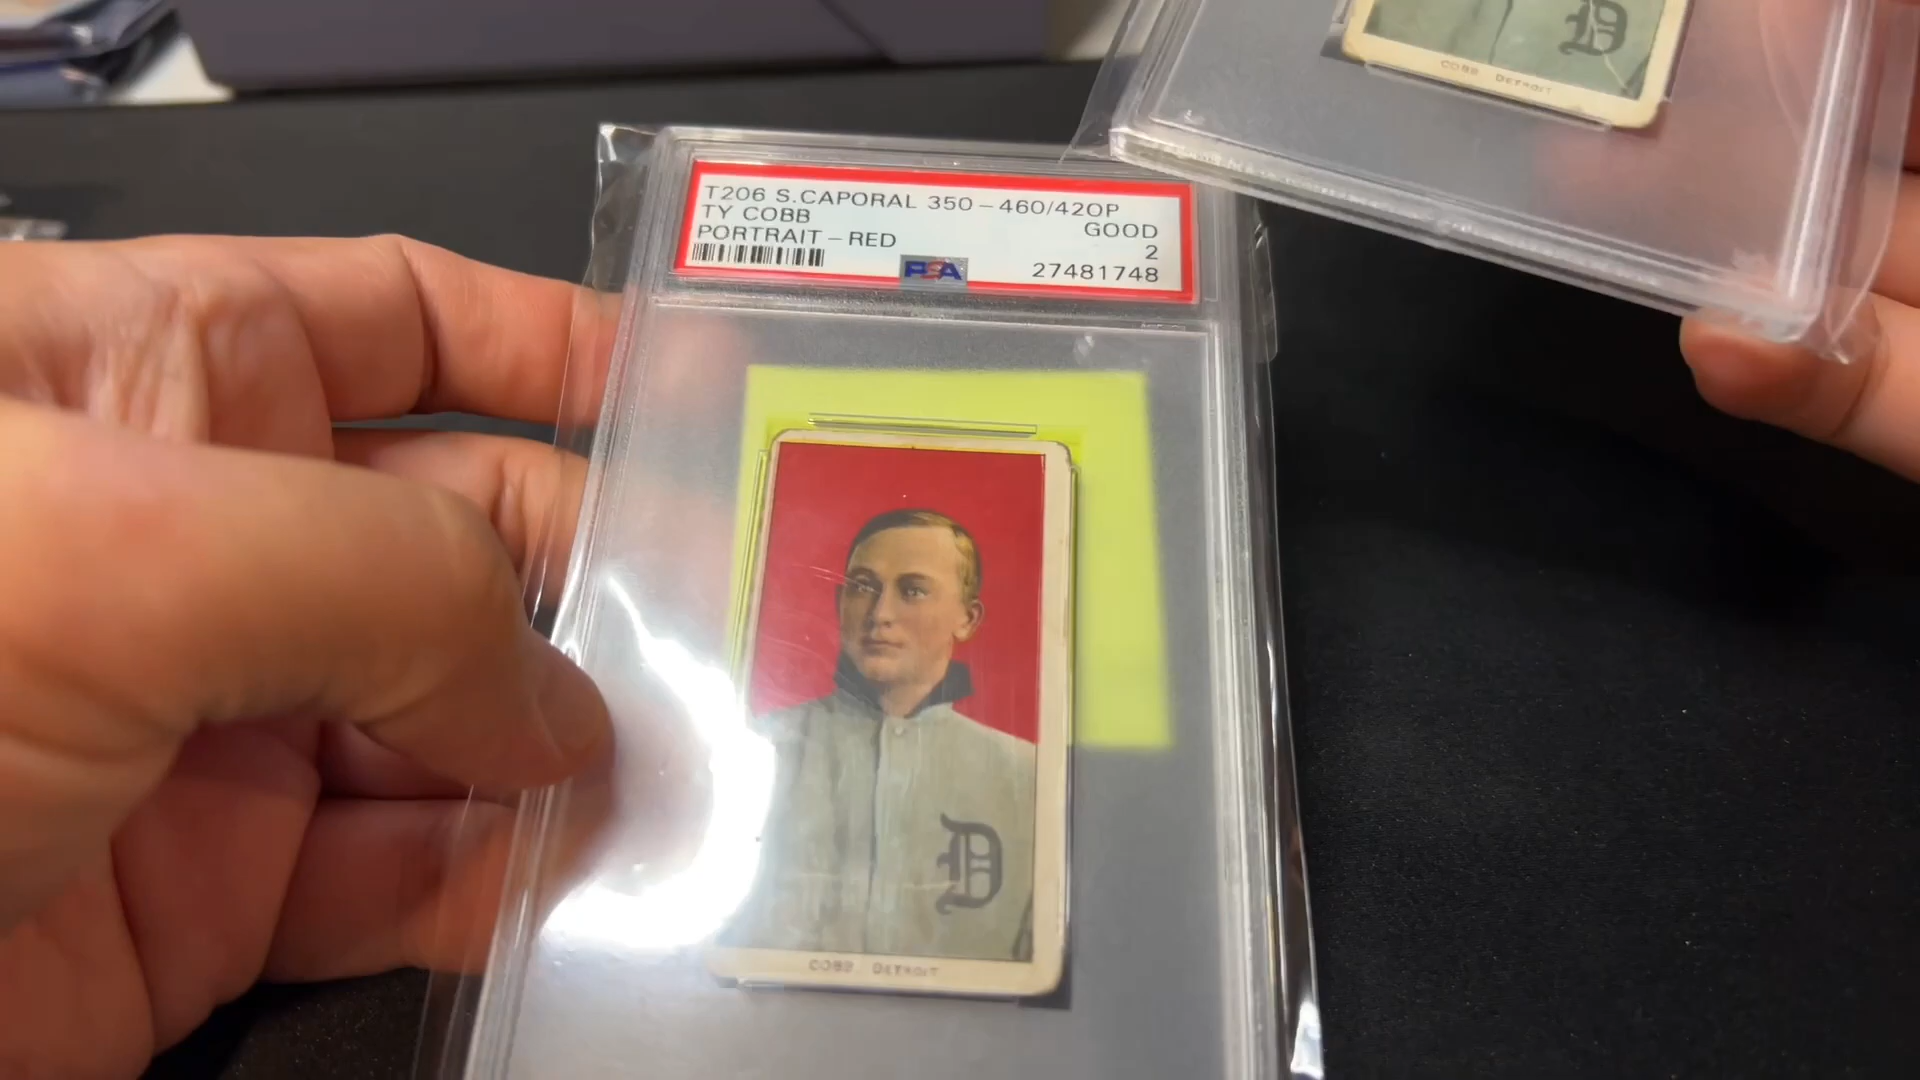 COBB DETROIT
T206 S.CAPORAL 350-460/42OP
TY COBB GOOD
PORTRAIT-RED 2
PSA 27481748
D
COBB DETROIT
D